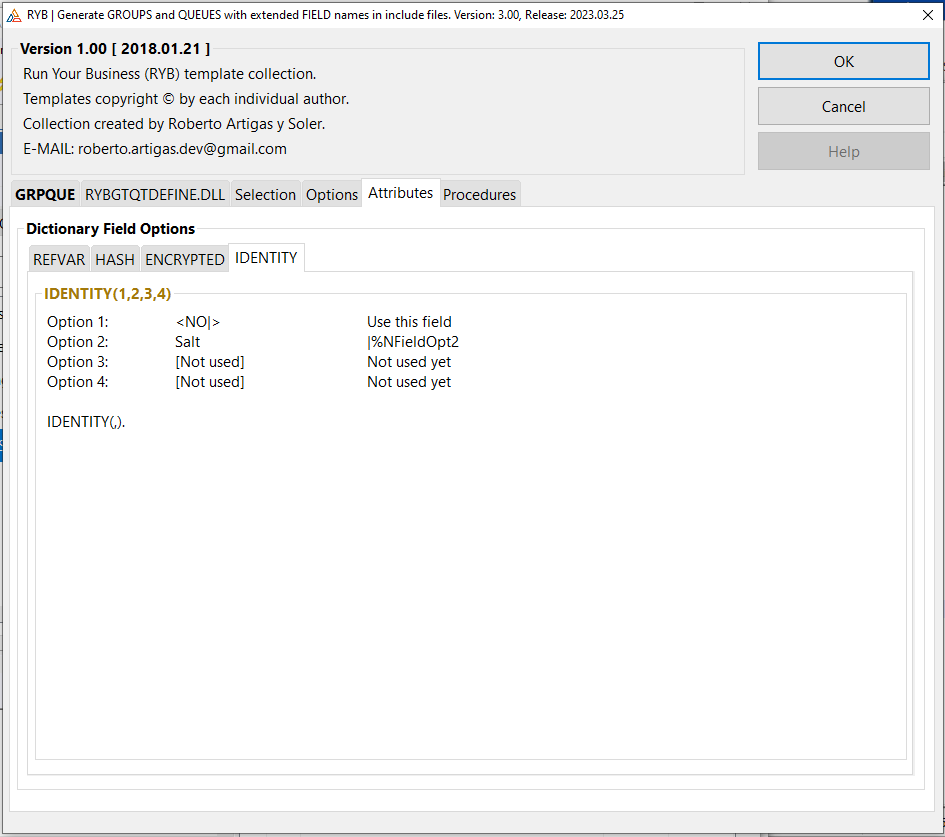 RYB | Generate GROUPS and QUEUES with extended FIELD names in include files. Version: 3.00, Release: 2023.03.25
Version 1.00 [ 2018.01.21 ]
Run Your Business (RYB) template collection.
Templates copyright © by each individual author.
Collection created by Roberto Artigas y Soler.
E-MAIL: roberto.artigas.dev@gmail.com
OK
Cancel
Help
GRPQUE RYBGTQTDEFINE.DLL Selection Options Attributes Procedures
Dictionary Field Options
REFVAR HASH ENCRYPTED IDENTITY
IDENTITY(1,2,3,4)
Option 1: <NO|> Use this field
Option 2: Salt |%NFieldOpt2
Option 3: [Not used] Not used yet
Option 4: [Not used] Not used yet
IDENTITY(,).